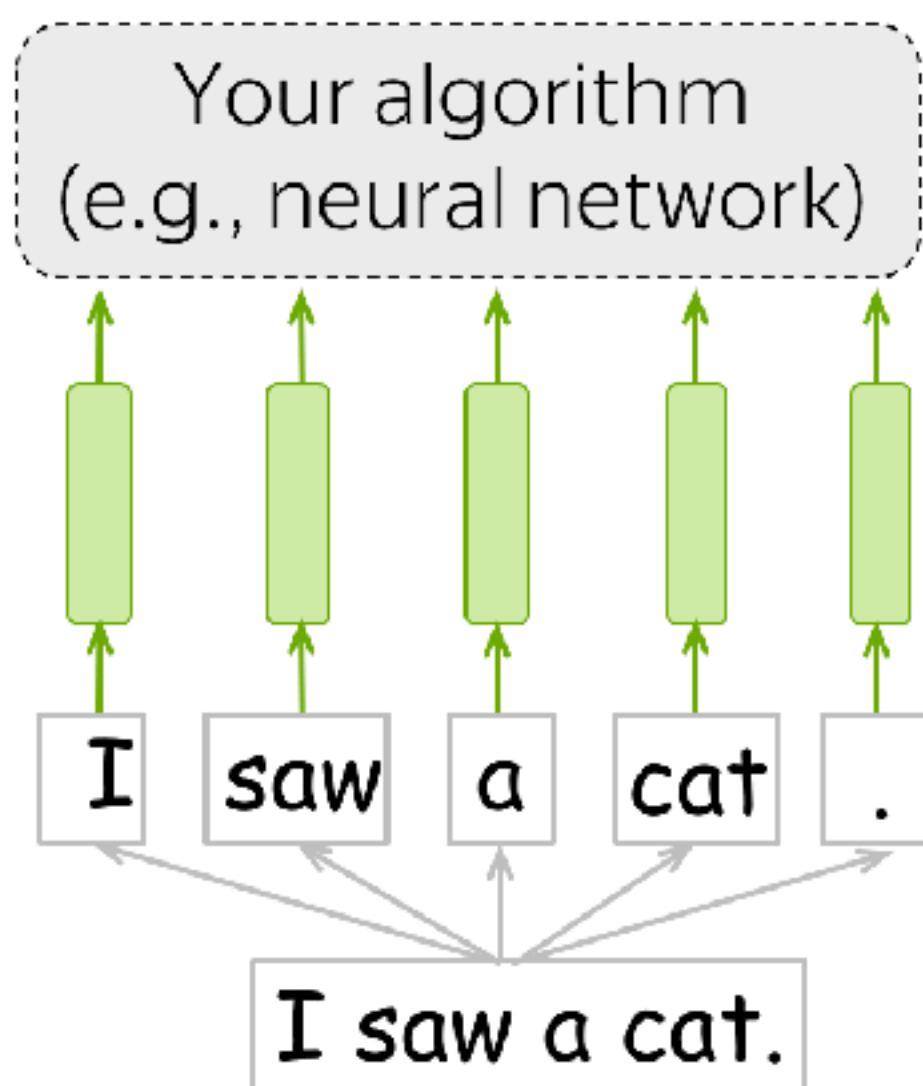 Your algorithm
(e.g., neural network)
I saw a cat .
I saw a cat.